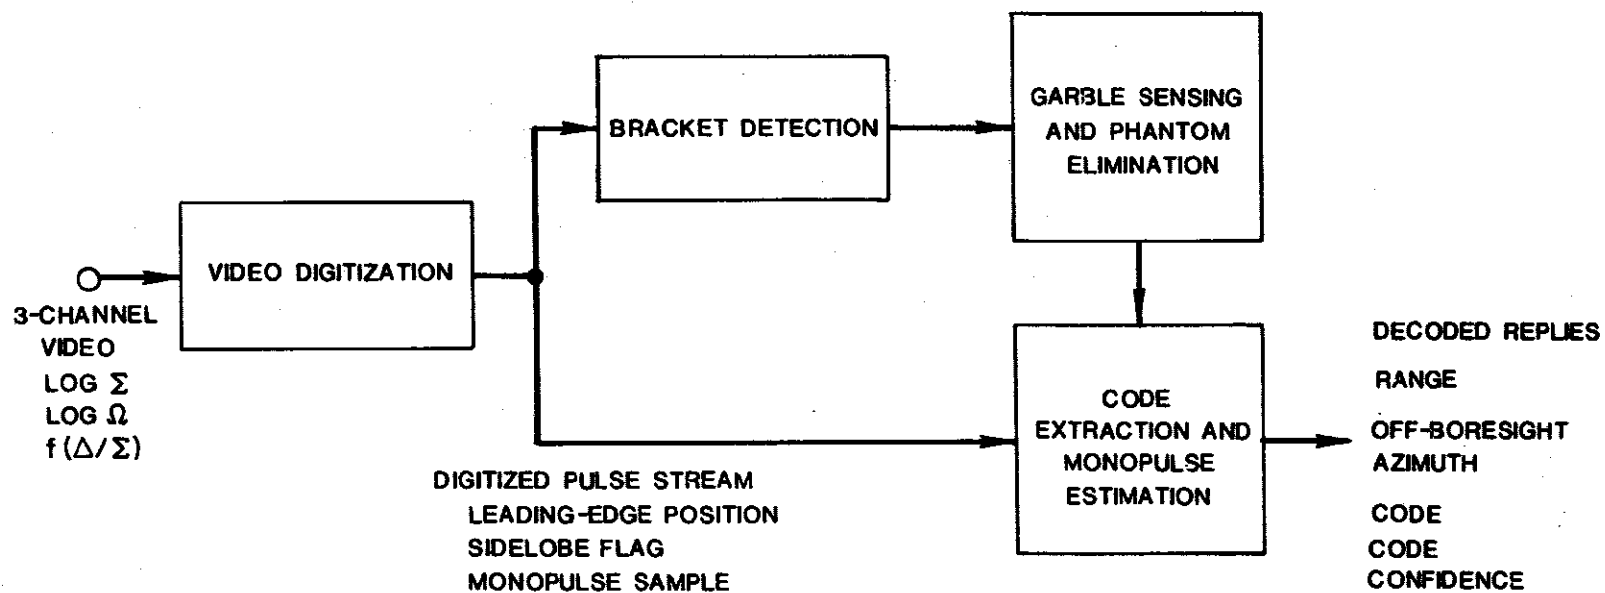 GARBLE SENSING
AND PHANTOM
ELIMINATION
BRACKET DETECTION
VIDEO DIGITIZATION
3-CHANNEL
VIDEO
LOG Σ
LOG Ω
f (Δ/Σ)
CODE
EXTRACTION AND
MONOPULSE
ESTIMATION
DIGITIZED PULSE STREAM
LEADING-EDGE POSITION
SIDELOBE FLAG
MONOPULSE SAMPLE
DECODED REPLIES
RANGE
OFF-BORESIGHT
AZIMUTH
CODE
CODE
CONFIDENCE